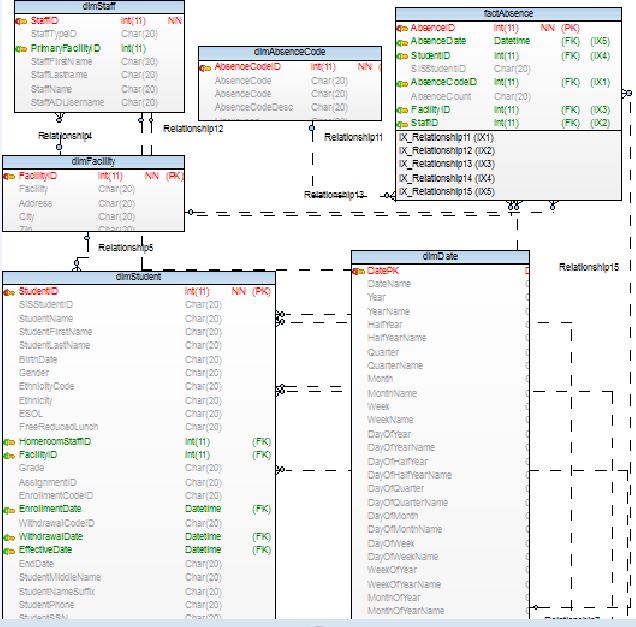 dimStaff
StaffID Int(11) NN
StaffTypeID Char(20)
PrimaryFacilityID Int(11)
StaffFirstName Char(20)
StaffLastname Char(20)
StaffName Char(20)
StaffADUsername Char(20)
Relationship4
Relationship12
dimAbsenceCode
AbsenceCodeID Int(11) NN (
AbsenceCode Char(20)
AbsenceCode Char(20)
AbsenceCodeDesc Char(20)
Relationship11
Relationship13
factAbsence
AbsenceID Int(11) NN (PK)
AbsenceDate Datetime (FK) (IX5)
StudentID Int(11) (FK) (IX4)
SISStudentID Char(20)
AbsenceCodeID Int(11) (FK) (IX1)
AbsenceCount Char(20)
FacilityID Int(11) (FK) (IX3)
StaffID Int(11) (FK) (IX2)
IX_Relationship11 (IX1)
IX_Relationship12 (IX2)
IX_Relationship13 (IX3)
IX_Relationship14 (IX4)
IX_Relationship15 (IX5)
dimFacility
FacilityID Int(11) NN (PK)
Facility Char(20)
Address Char(20)
City Char(20)
Zip Char(20)
Relationship5
Relationship15
dimStudent
StudentID Int(11) NN (PK)
SISStudentID Char(20)
StudentName Char(20)
StudentFirstName Char(20)
StudentLastName Char(20)
BirthDate Char(20)
Gender Char(20)
EthnicityCode Char(20)
Ethnicity Char(20)
ESOL Char(20)
FreeReducedLunch Char(20)
HomeroomStaffID Int(11) (FK)
FacilityID Int(11) (FK)
Grade Char(20)
AssignmentID Char(20)
EnrollmentCodeID Char(20)
EnrollmentDate Datetime (FK)
WithdrawalCodeID Char(20)
WithdrawalDate Datetime (FK)
EffectiveDate Datetime (FK)
EndDate Char(20)
StudentMiddleName Char(20)
StudentNameSuffix Char(20)
StudentPhone Char(20)
StudentSSN Char(20)
dimDate
DatePK
DateName
Year
YearName
HalfYear
HalfYearName
Quarter
QuarterName
Month
MonthName
Week
WeekName
DayOfYear
DayOfYearName
DayOfHalfYear
DayOfHalfYearName
DayOfQuarter
DayOfQuarterName
DayOfMonth
DayOfMonthName
DayOfWeek
DayOfWeekName
WeekOfYear
WeekOfYearName
MonthOfYear
MonthOfYearName